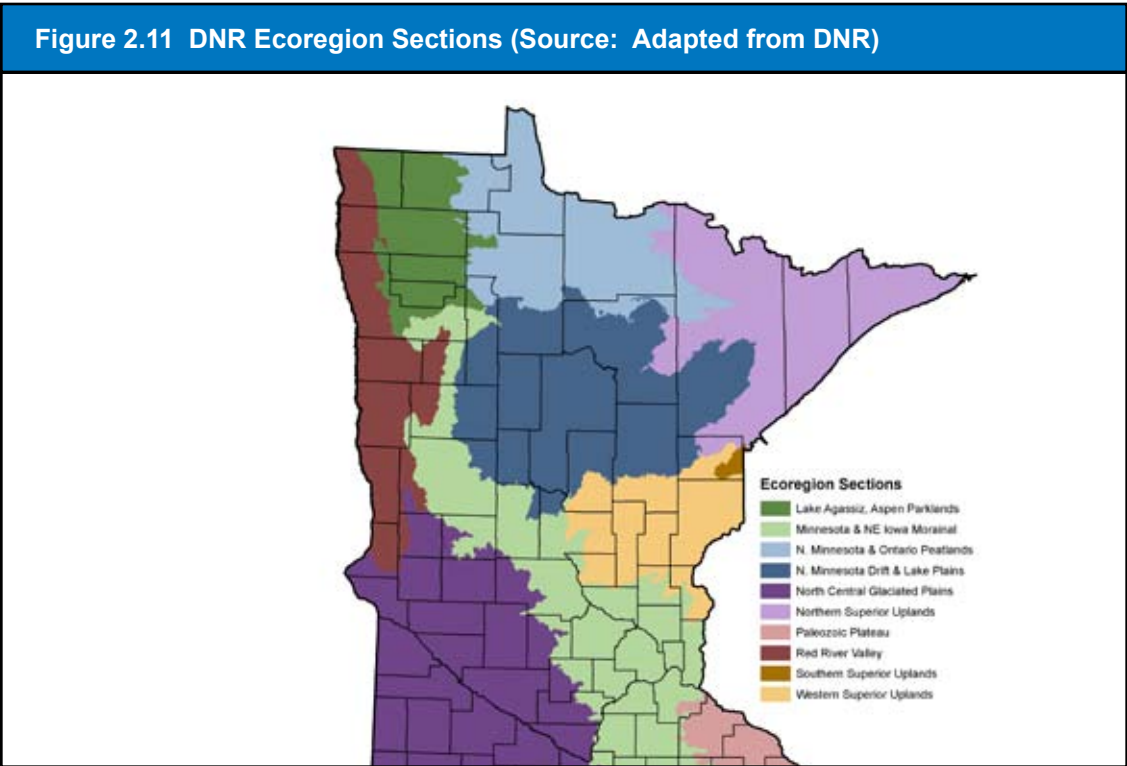 Figure 2.11 DNR Ecoregion Sections (Source: Adapted from DNR)
Ecoregion Sections
Lake Agassiz, Aspen Parklands
Minnesota & NE Iowa Morainal
N. Minnesota & Ontario Peatlands
N. Minnesota Drift & Lake Plains
North Central Glaciated Plains
Northern Superior Uplands
Paleozoic Plateau
Red River Valley
Southern Superior Uplands
Western Superior Uplands